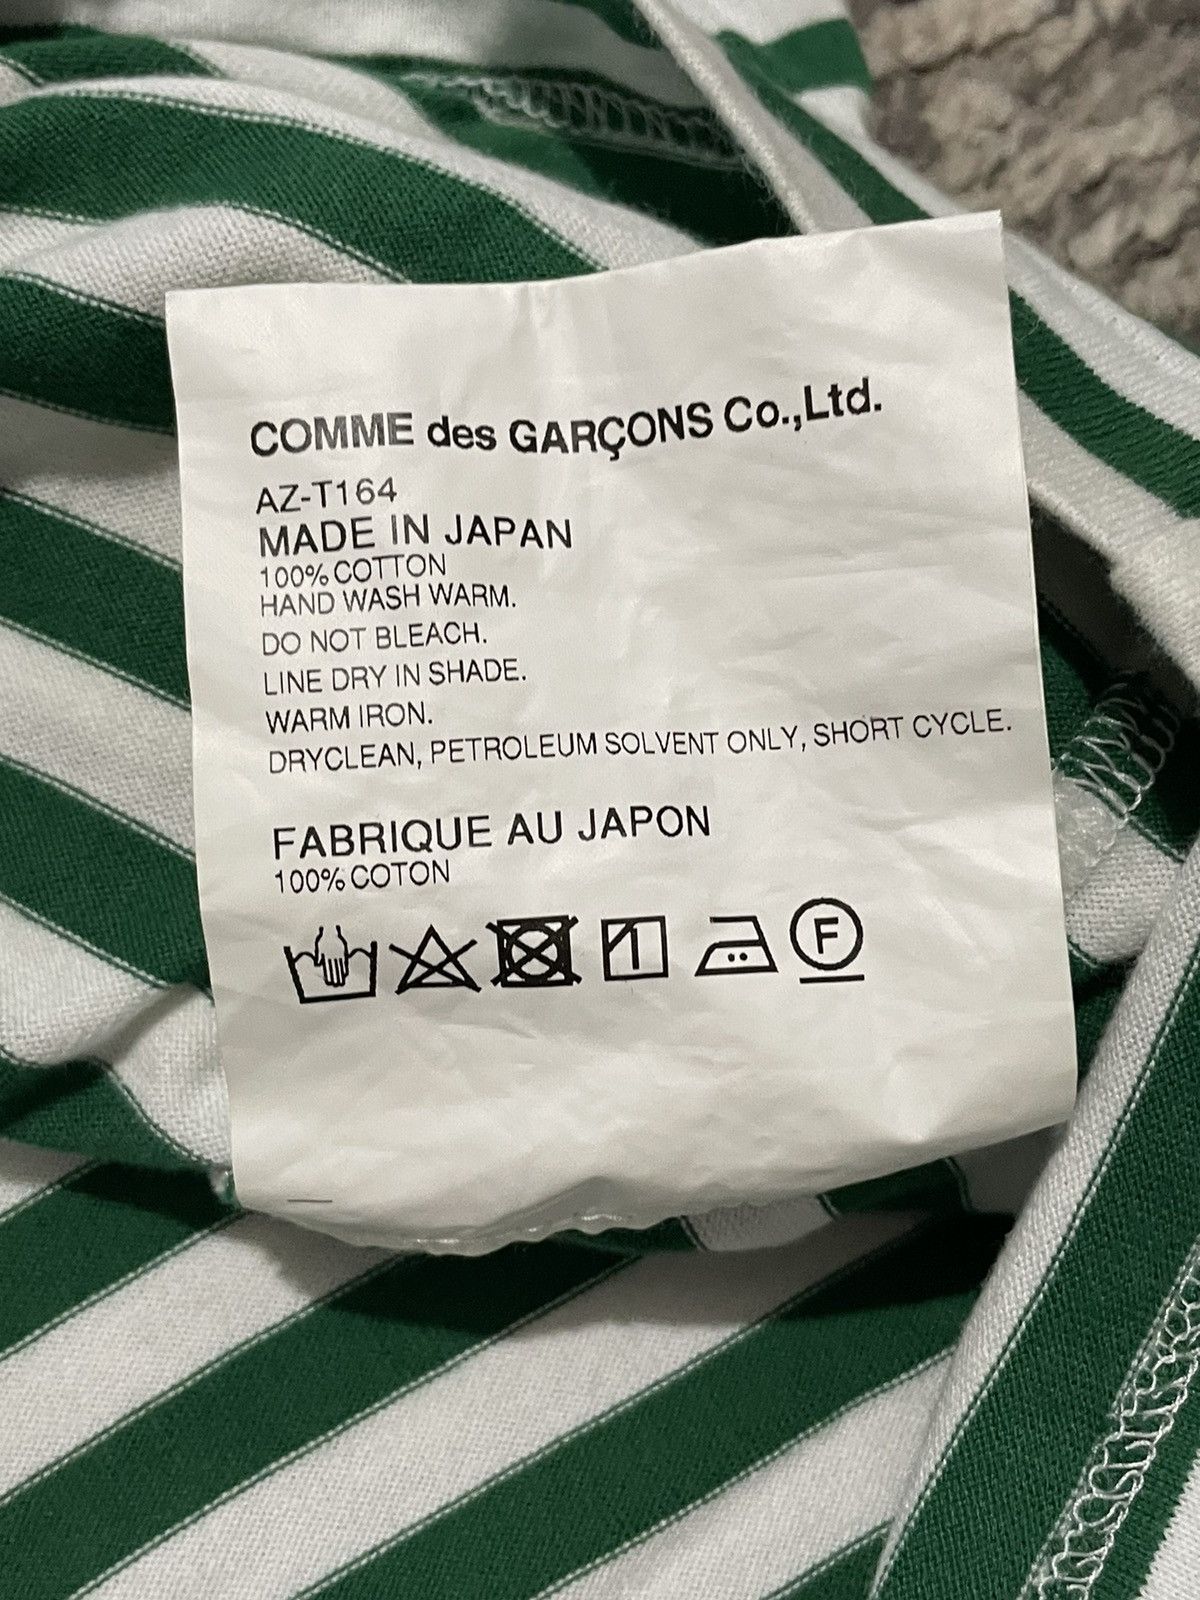 COMME des GARÇONS Co.,Ltd.
AZ-T164
MADE IN JAPAN
100% COTTON
HAND WASH WARM.
DO NOT BLEACH.
LINE DRY IN SHADE.
WARM IRON.
DRYCLEAN, PETROLEUM SOLVENT ONLY, SHORT CYCLE.
FABRIQUE AU JAPON
100% COTON
F